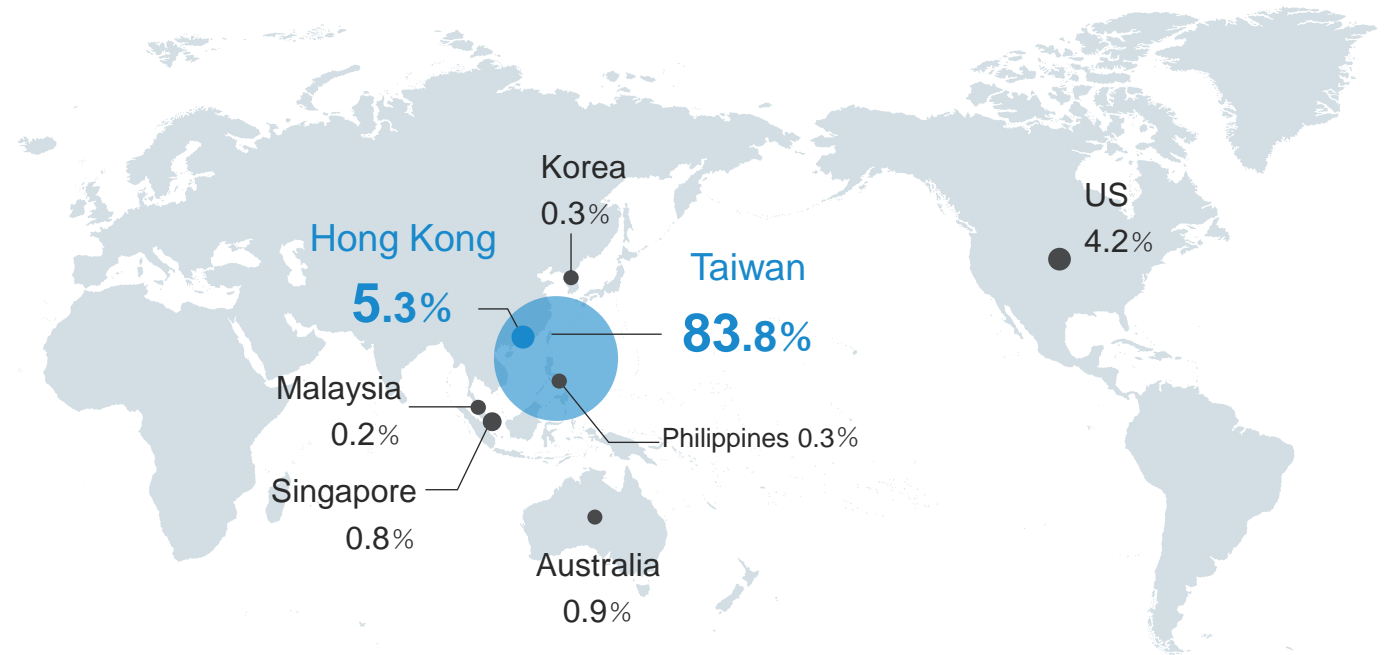 Korea
0.3%
US
4.2%
Hong Kong
5.3%
Taiwan
83.8%
Malaysia
0.2%
Philippines 0.3%
Singapore
0.8%
Australia
0.9%